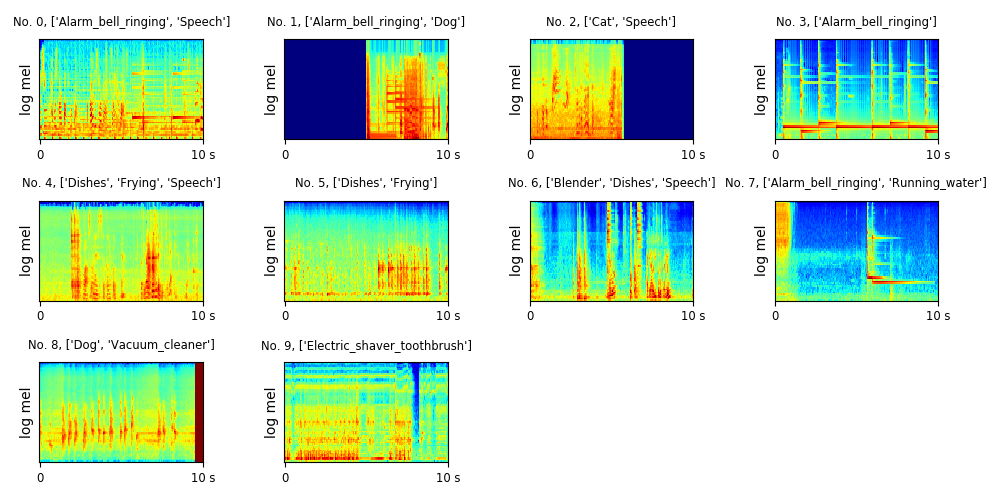 No. 0, ['Alarm_bell_ringing', 'Speech']
log mel
0 10 s
No. 1, ['Alarm_bell_ringing', 'Dog']
log mel
0 10 s
No. 2, ['Cat', 'Speech']
log mel
0 10 s
No. 3, ['Alarm_bell_ringing']
log mel
0 10 s
No. 4, ['Dishes', 'Frying', 'Speech']
log mel
0 10 s
No. 5, ['Dishes', 'Frying']
log mel
0 10 s
No. 6, ['Blender', 'Dishes', 'Speech']
log mel
0 10 s
No. 7, ['Alarm_bell_ringing', 'Running_water']
log mel
0 10 s
No. 8, ['Dog', 'Vacuum_cleaner']
log mel
0 10 s
No. 9, ['Electric_shaver_toothbrush']
log mel
0 10 s